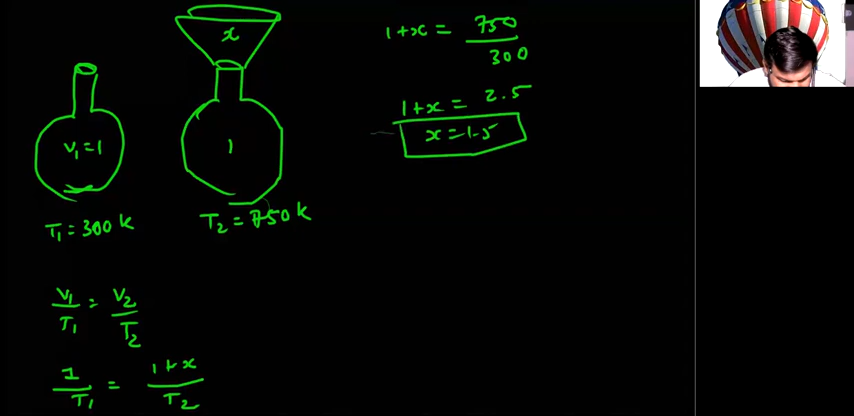 x
V₁=1
1
T₁ = 300 k
T₂ = 750 k
V₁/T₁ = V₂/T₂
1/T₁ = 1+x/T₂
1+x = 750/300
1+x = 2.5
x = 1.5